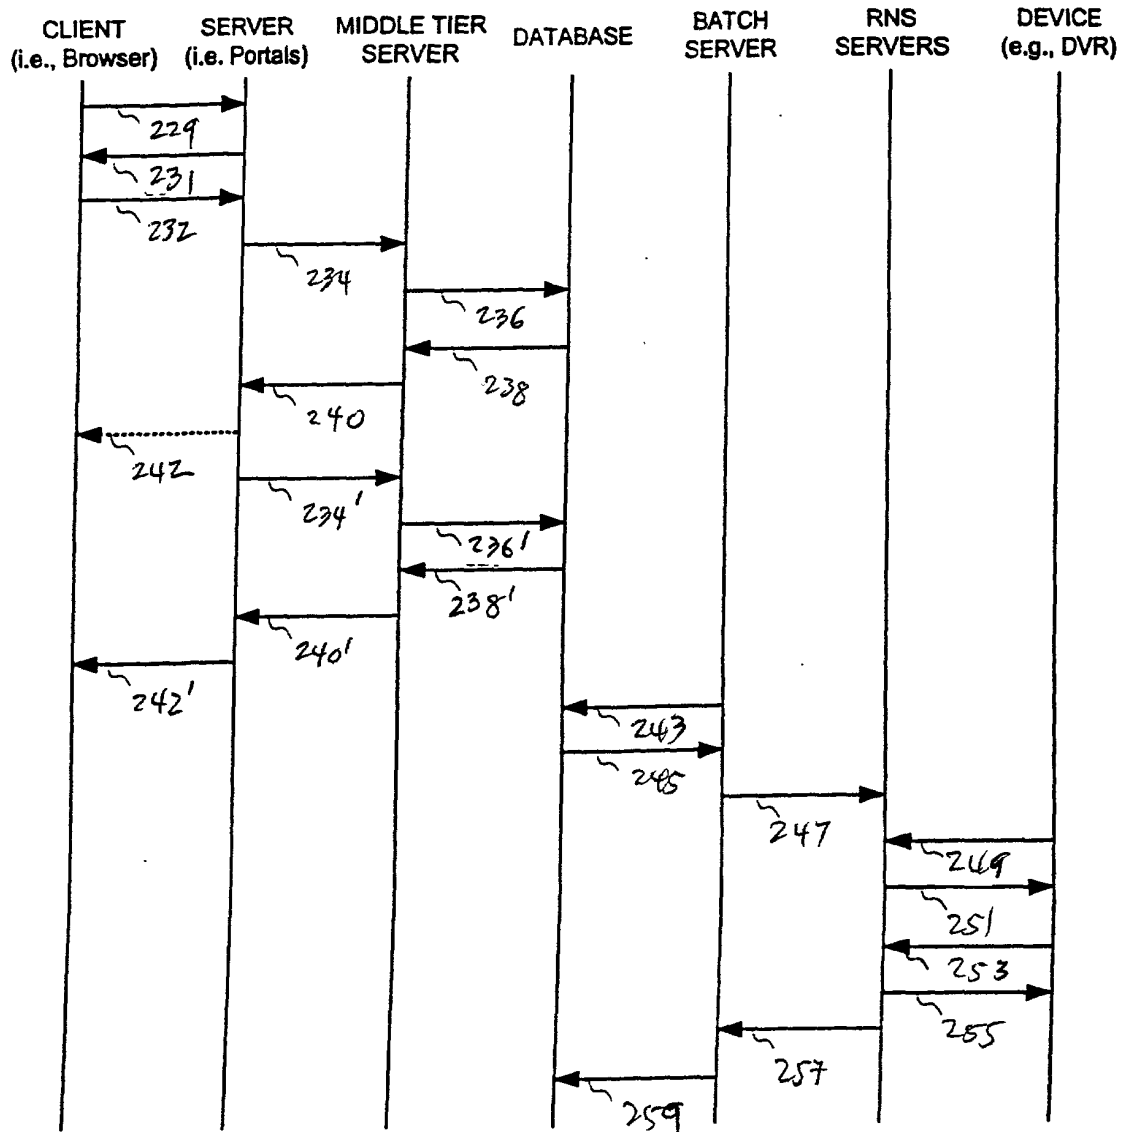 CLIENT
(i.e., Browser)
SERVER
(i.e. Portals)
MIDDLE TIER
SERVER
DATABASE
BATCH
SERVER
RNS
SERVERS
DEVICE
(e.g., DVR)
229
231
232
234
236
238
240
242
234'
236'
238'
240'
242'
243
245
247
249
251
253
255
257
259